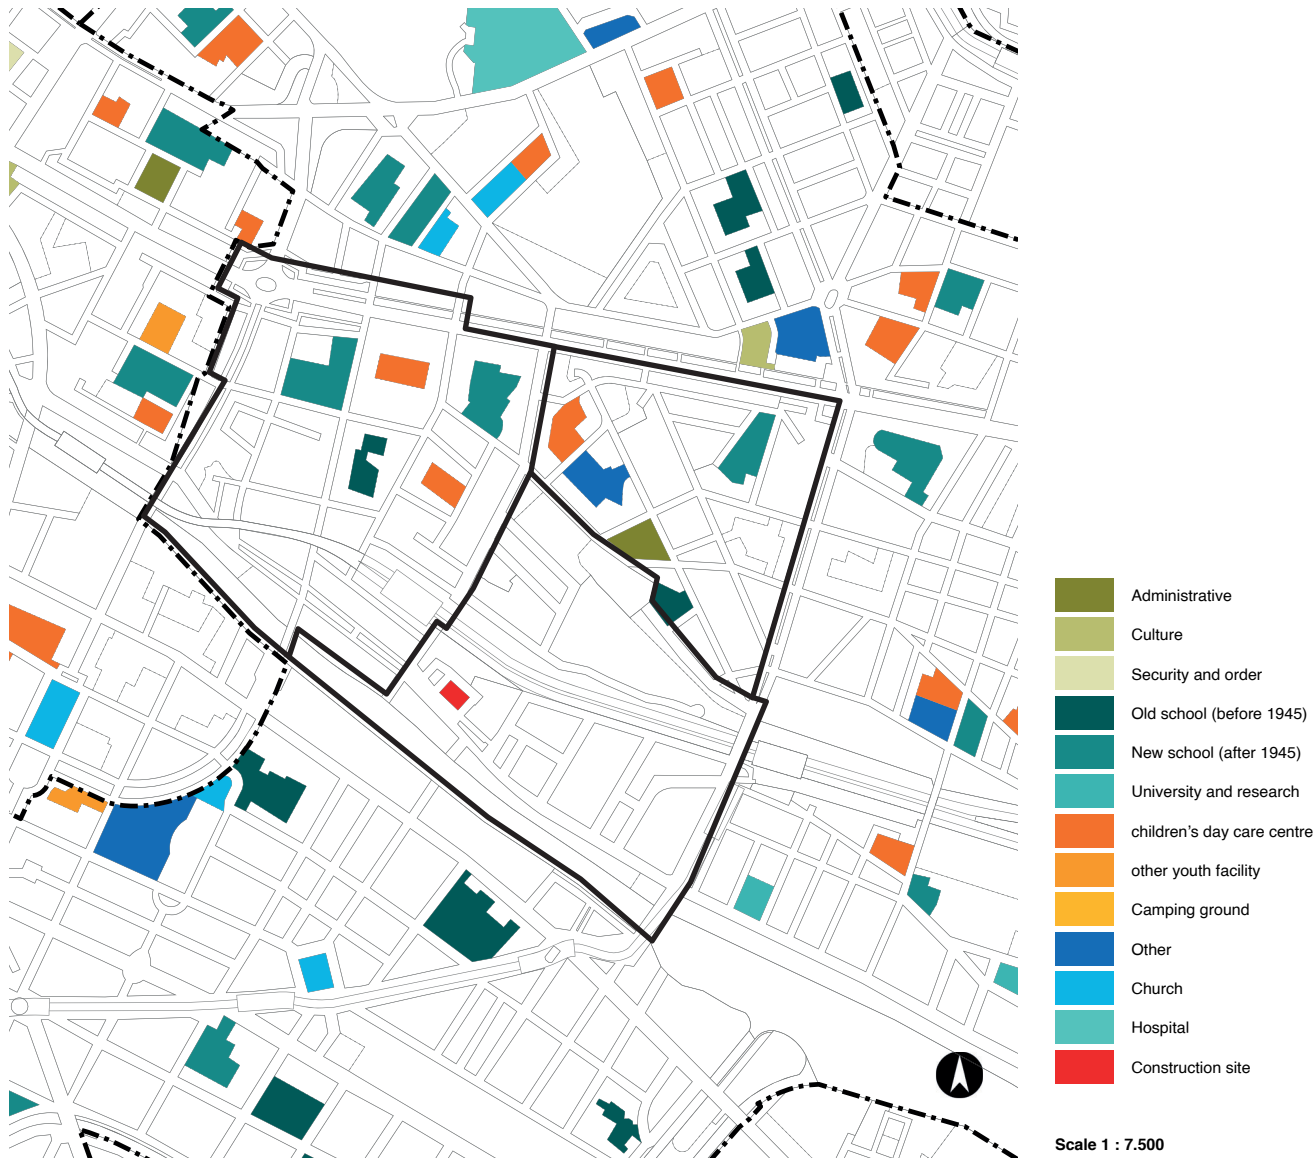 Administrative
Culture
Security and order
Old school (before 1945)
New school (after 1945)
University and research
children's day care centre
other youth facility
Camping ground
Other
Church
Hospital
Construction site
Scale 1 : 7.500